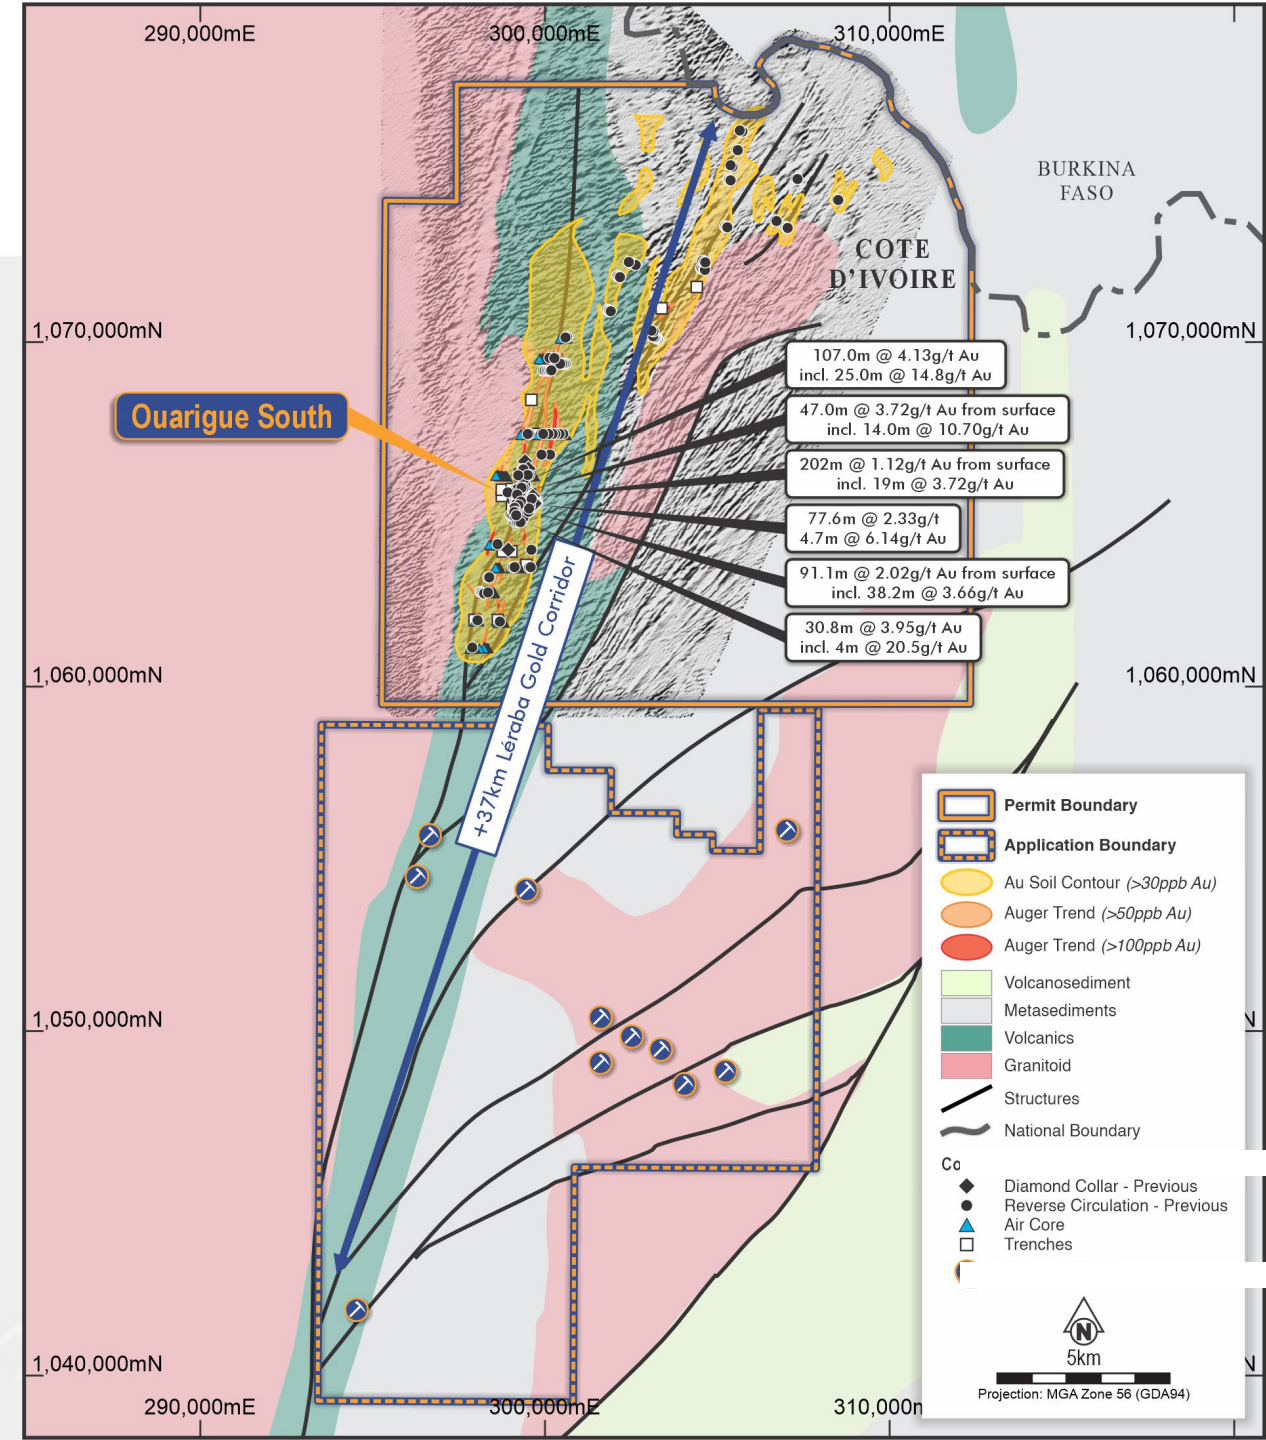 290,000mE
300,000mE
310,000mE
BURKINA
FASO
COTE
D'IVOIRE
1,070,000mN
1,070,000mN
107.0m @ 4.13g/t Au
incl. 25.0m @ 14.8g/t Au
Ouarigue South
47.0m @ 3.72g/t Au from surface
incl. 14.0m @ 10.70g/t Au
202m @ 1.12g/t Au from surface
incl. 19m @ 3.72g/t Au
77.6m @ 2.33g/t
4.7m @ 6.14g/t Au
91.1m @ 2.02g/t Au from surface
incl. 38.2m @ 3.66g/t Au
30.8m @ 3.95g/t Au
incl. 4m @ 20.5g/t Au
1,060,000mN
1,060,000mN
+37km Léraba Gold Corridor
Permit Boundary
Application Boundary
Au Soil Contour (>30ppb Au)
Auger Trend (>50ppb Au)
Auger Trend (>100ppb Au)
Volcanosediment
Metasediments
Volcanics
Granitoid
Structures
National Boundary
Co
Diamond Collar - Previous
Reverse Circulation - Previous
Air Core
Trenches
N
5km
Projection: MGA Zone 56 (GDA94)
1,050,000mN
N
1,040,000mN
N
290,000mE
300,000mE
310,000m